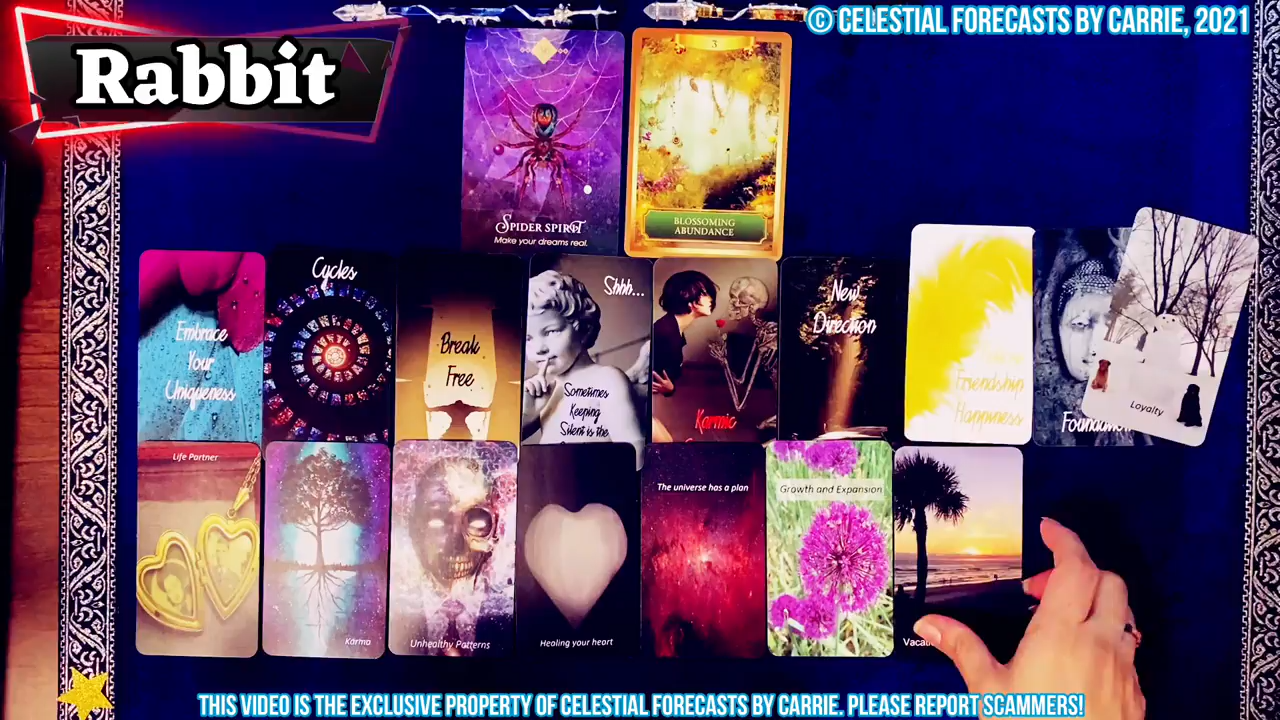 © CELESTIAL FORECASTS BY CARRIE, 2021
Rabbit
3
SPIDER SPIRIT
Make your dreams real.
BLOSSOMING
ABUNDANCE
Embrace
Your
Uniqueness
Cycles
Break
Free
Shhh...
Sometimes
Keeping
Silent is the
Karmic
New
Direction
Friendship
Happiness
Loyalty
Life Partner
Karma
Unhealthy Patterns
Healing your heart
The universe has a plan
Growth and Expansion
THIS VIDEO IS THE EXCLUSIVE PROPERTY OF CELESTIAL FORECASTS BY CARRIE. PLEASE REPORT SCAMMERS!